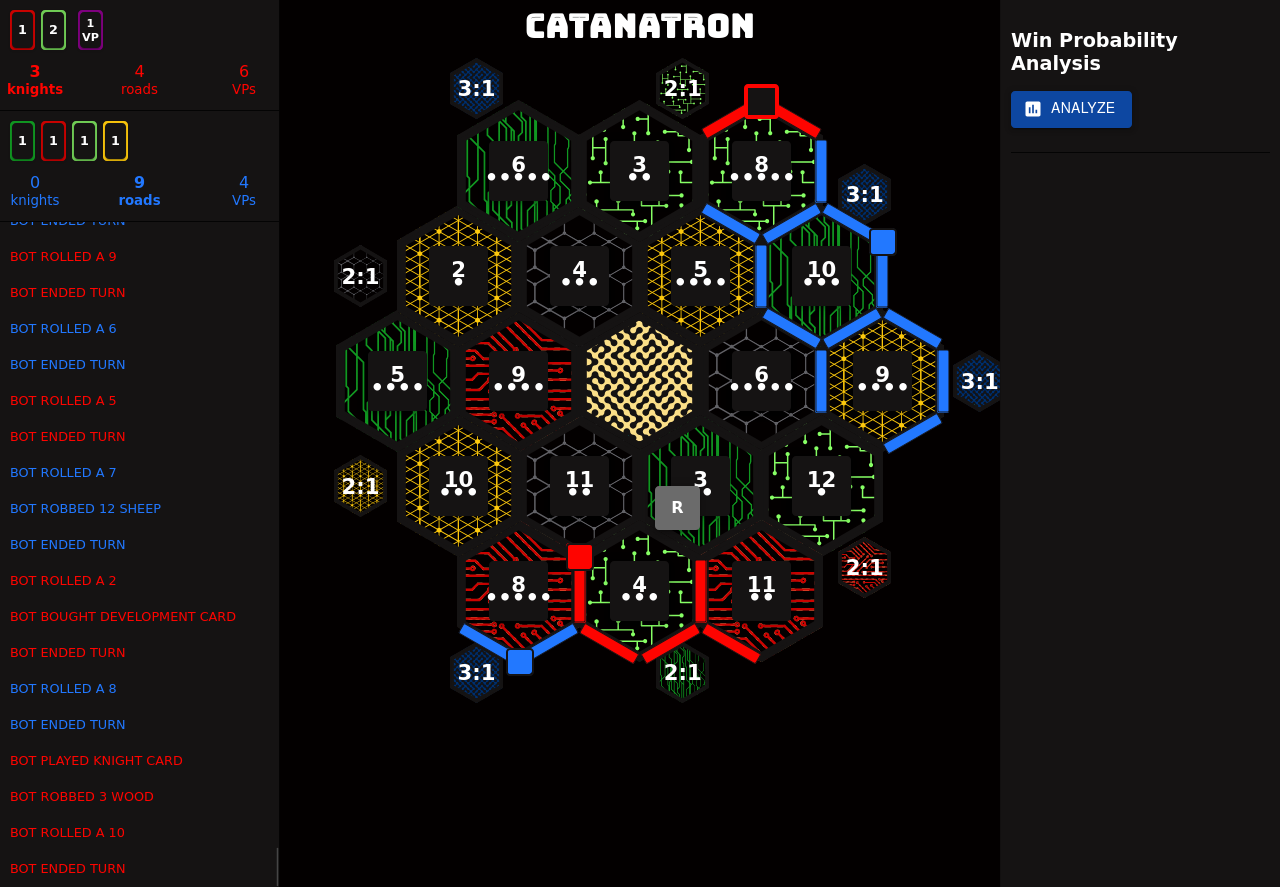 1 2 1 VP
3 knights 4 roads 6 VPs
1 1 1 1
0 knights 9 roads 4 VPs
BOT ENDED TURN
BOT ROLLED A 9
BOT ENDED TURN
BOT ROLLED A 6
BOT ENDED TURN
BOT ROLLED A 5
BOT ENDED TURN
BOT ROLLED A 7
BOT ROBBED 12 SHEEP
BOT ENDED TURN
BOT ROLLED A 2
BOT BOUGHT DEVELOPMENT CARD
BOT ENDED TURN
BOT ROLLED A 8
BOT ENDED TURN
BOT PLAYED KNIGHT CARD
BOT ROBBED 3 WOOD
BOT ROLLED A 10
BOT ENDED TURN
CATANATRON
3:1 2:1
6 3 8
3:1
2:1 2 4 5 10
5 9 6 9 3:1
2:1 10 11 3 12
R
8 4 11 2:1
3:1 2:1
Win Probability
Analysis
ANALYZE